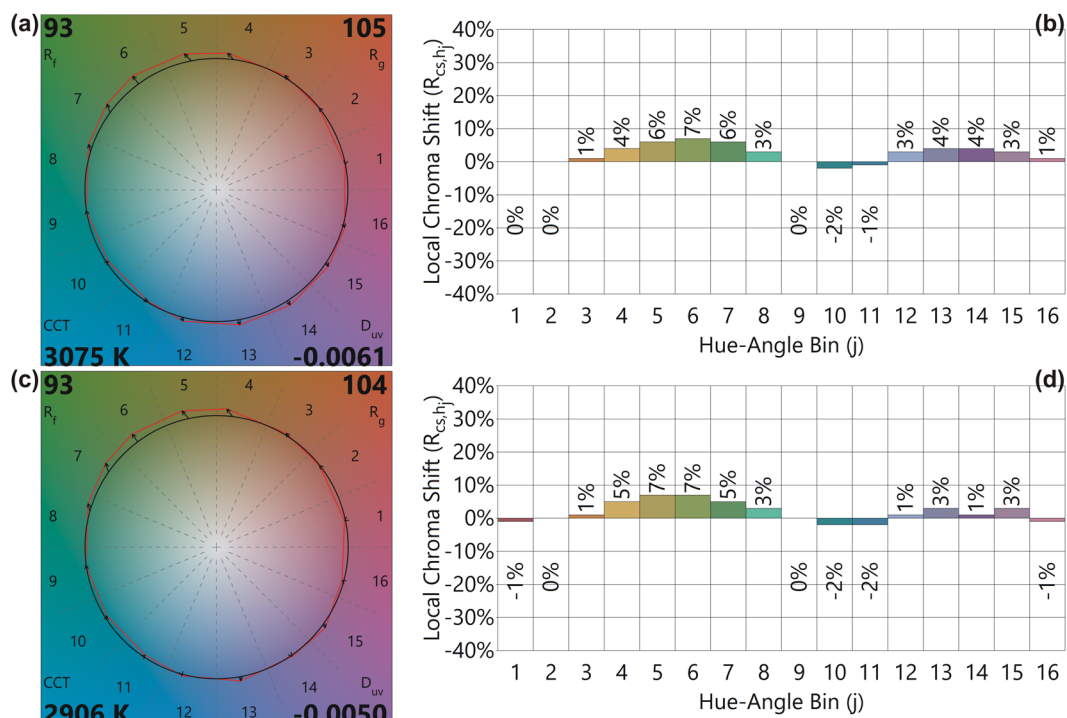 (a)
93
105
R_f
R_g
5
4
6
3
7
2
8
1
9
16
10
15
11
14
12
13
CCT
D_uv
3075 K
-0.0061
(b)
Local Chroma Shift (R_cs,hj)
40%
30%
20%
10%
0%
-10%
-20%
-30%
-40%
0% 0% 1% 4% 6% 7% 6% 3% 0% -2% -1% 3% 4% 4% 3% 1%
1 2 3 4 5 6 7 8 9 10 11 12 13 14 15 16
Hue-Angle Bin (j)
(c)
93
104
R_f
R_g
5
4
6
3
7
2
8
1
9
16
10
15
11
14
12
13
CCT
D_uv
2906 K
-0.0050
(d)
Local Chroma Shift (R_cs,hj)
40%
30%
20%
10%
0%
-10%
-20%
-30%
-40%
-1% 0% 1% 5% 7% 7% 5% 3% 0% -2% -2% 1% 3% 1% 3% -1%
1 2 3 4 5 6 7 8 9 10 11 12 13 14 15 16
Hue-Angle Bin (j)